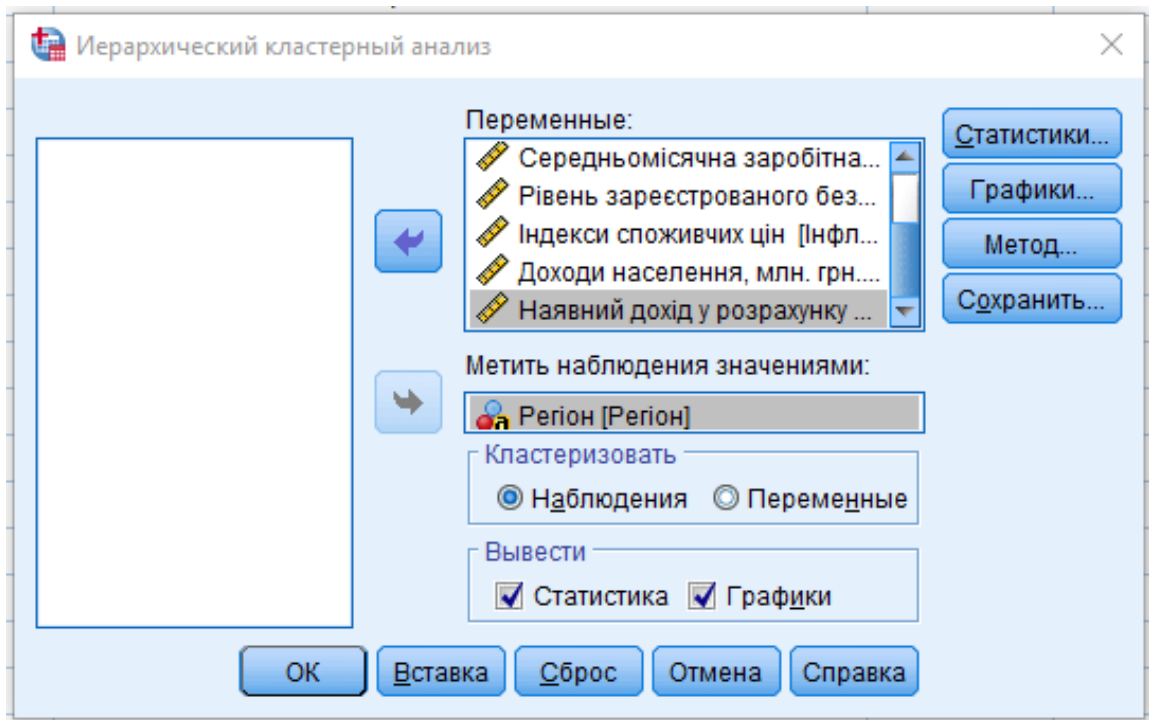 Иерархический кластерный анализ
Переменные:
Середньомісячна заробітна...
Рівень зареєстрованого без...
Індекси споживчих цін [Інфл...
Доходи населення, млн. грн....
Наявний дохід у розрахунку ...
Статистики...
Графики...
Метод...
Сохранить...
Метить наблюдения значениями:
Регіон [Регіон]
Кластеризовать
Наблюдения Переменные
Вывести
Статистика Графики
ОК Вставка Сброс Отмена Справка